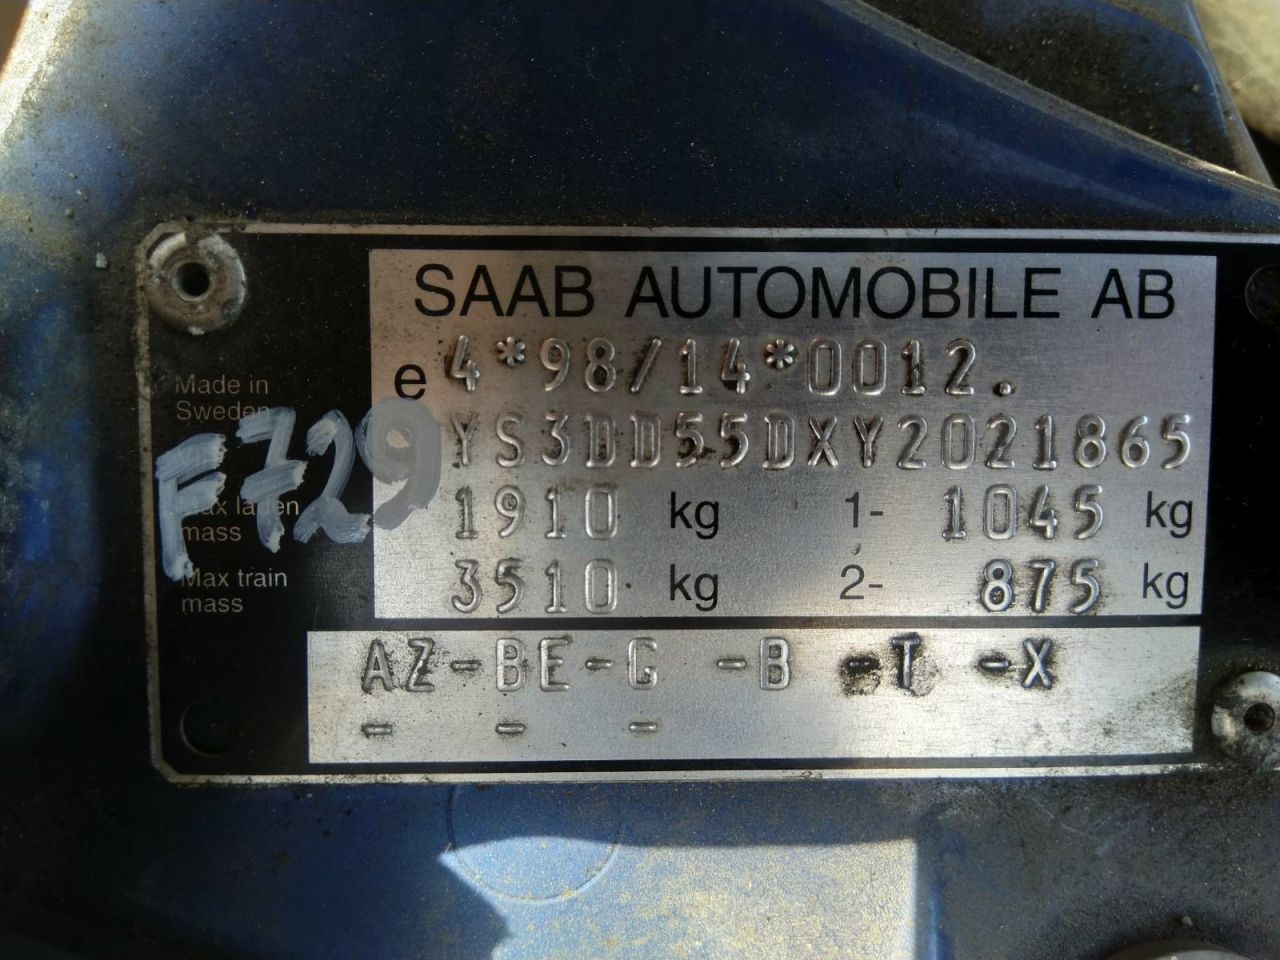 SAAB AUTOMOBILE AB
e 4*98/14*0012.
Made in
Sweden
YS3DD55DXY2021865
F729
Max laden
mass
1910 kg 1- 1045 kg
Max train
mass
3510 kg 2- 875 kg
AZ-BE-G -B -T -X
- - -